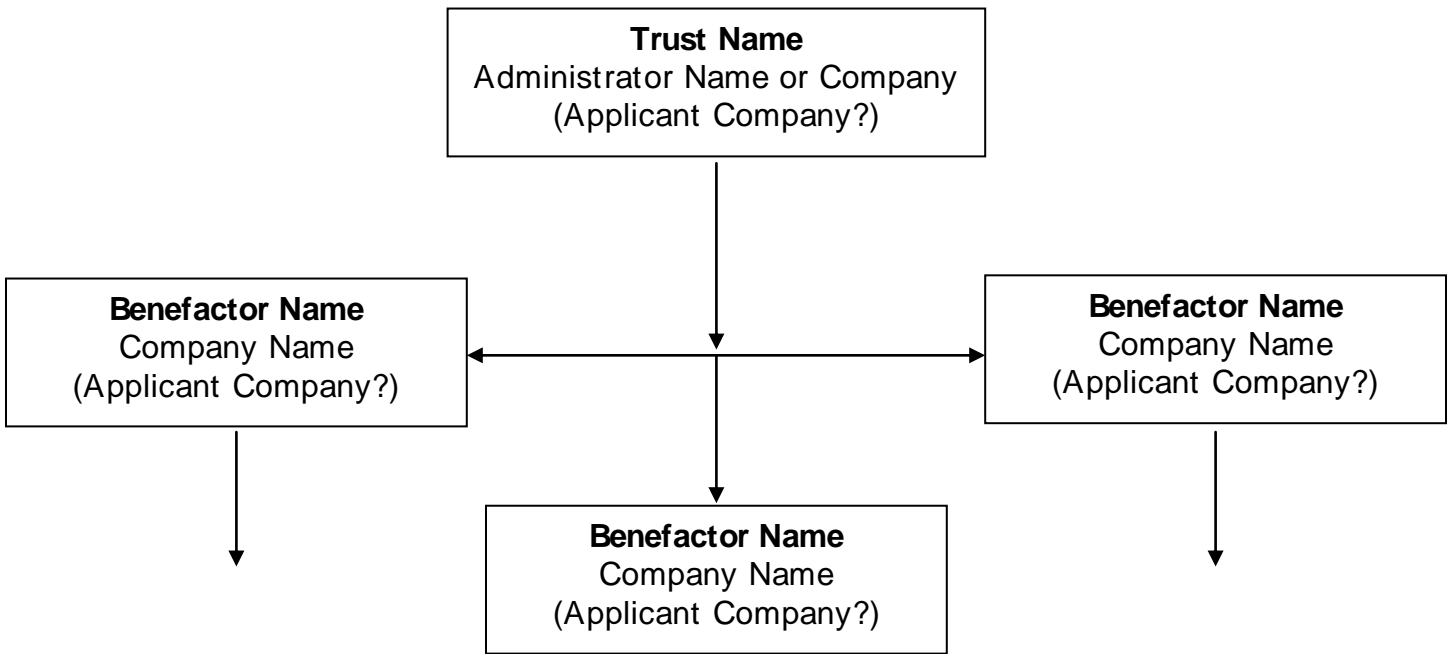 Trust Name
Administrator Name or Company
(Applicant Company?)
Benefactor Name
Company Name
(Applicant Company?)
Benefactor Name
Company Name
(Applicant Company?)
Benefactor Name
Company Name
(Applicant Company?)